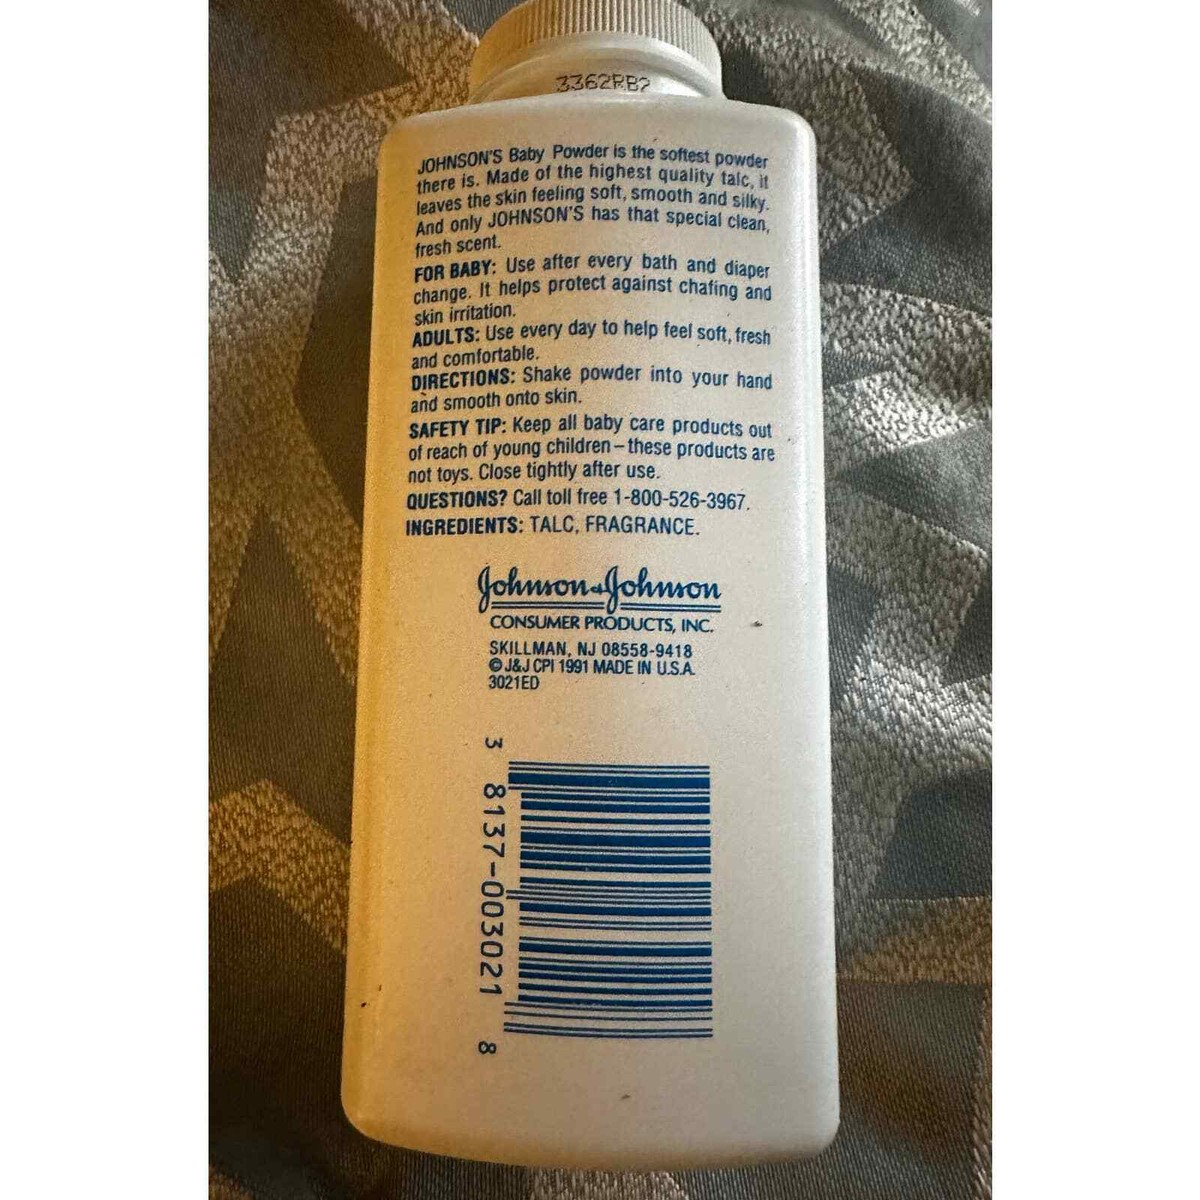 3362RB2
JOHNSON'S Baby Powder is the softest powder
there is. Made of the highest quality talc, it
leaves the skin feeling soft, smooth and silky.
And only JOHNSON'S has that special clean,
fresh scent.
FOR BABY: Use after every bath and diaper
change. It helps protect against chafing and
skin irritation.
ADULTS: Use every day to help feel soft, fresh
and comfortable.
DIRECTIONS: Shake powder into your hand
and smooth onto skin.
SAFETY TIP: Keep all baby care products out
of reach of young children – these products are
not toys. Close tightly after use.
QUESTIONS? Call toll free 1-800-526-3967.
INGREDIENTS: TALC, FRAGRANCE.
Johnson & Johnson
CONSUMER PRODUCTS, INC.
SKILLMAN, NJ 08558-9418
© J&J CPI 1991 MADE IN U.S.A.
3021ED
3 8137-003021 8